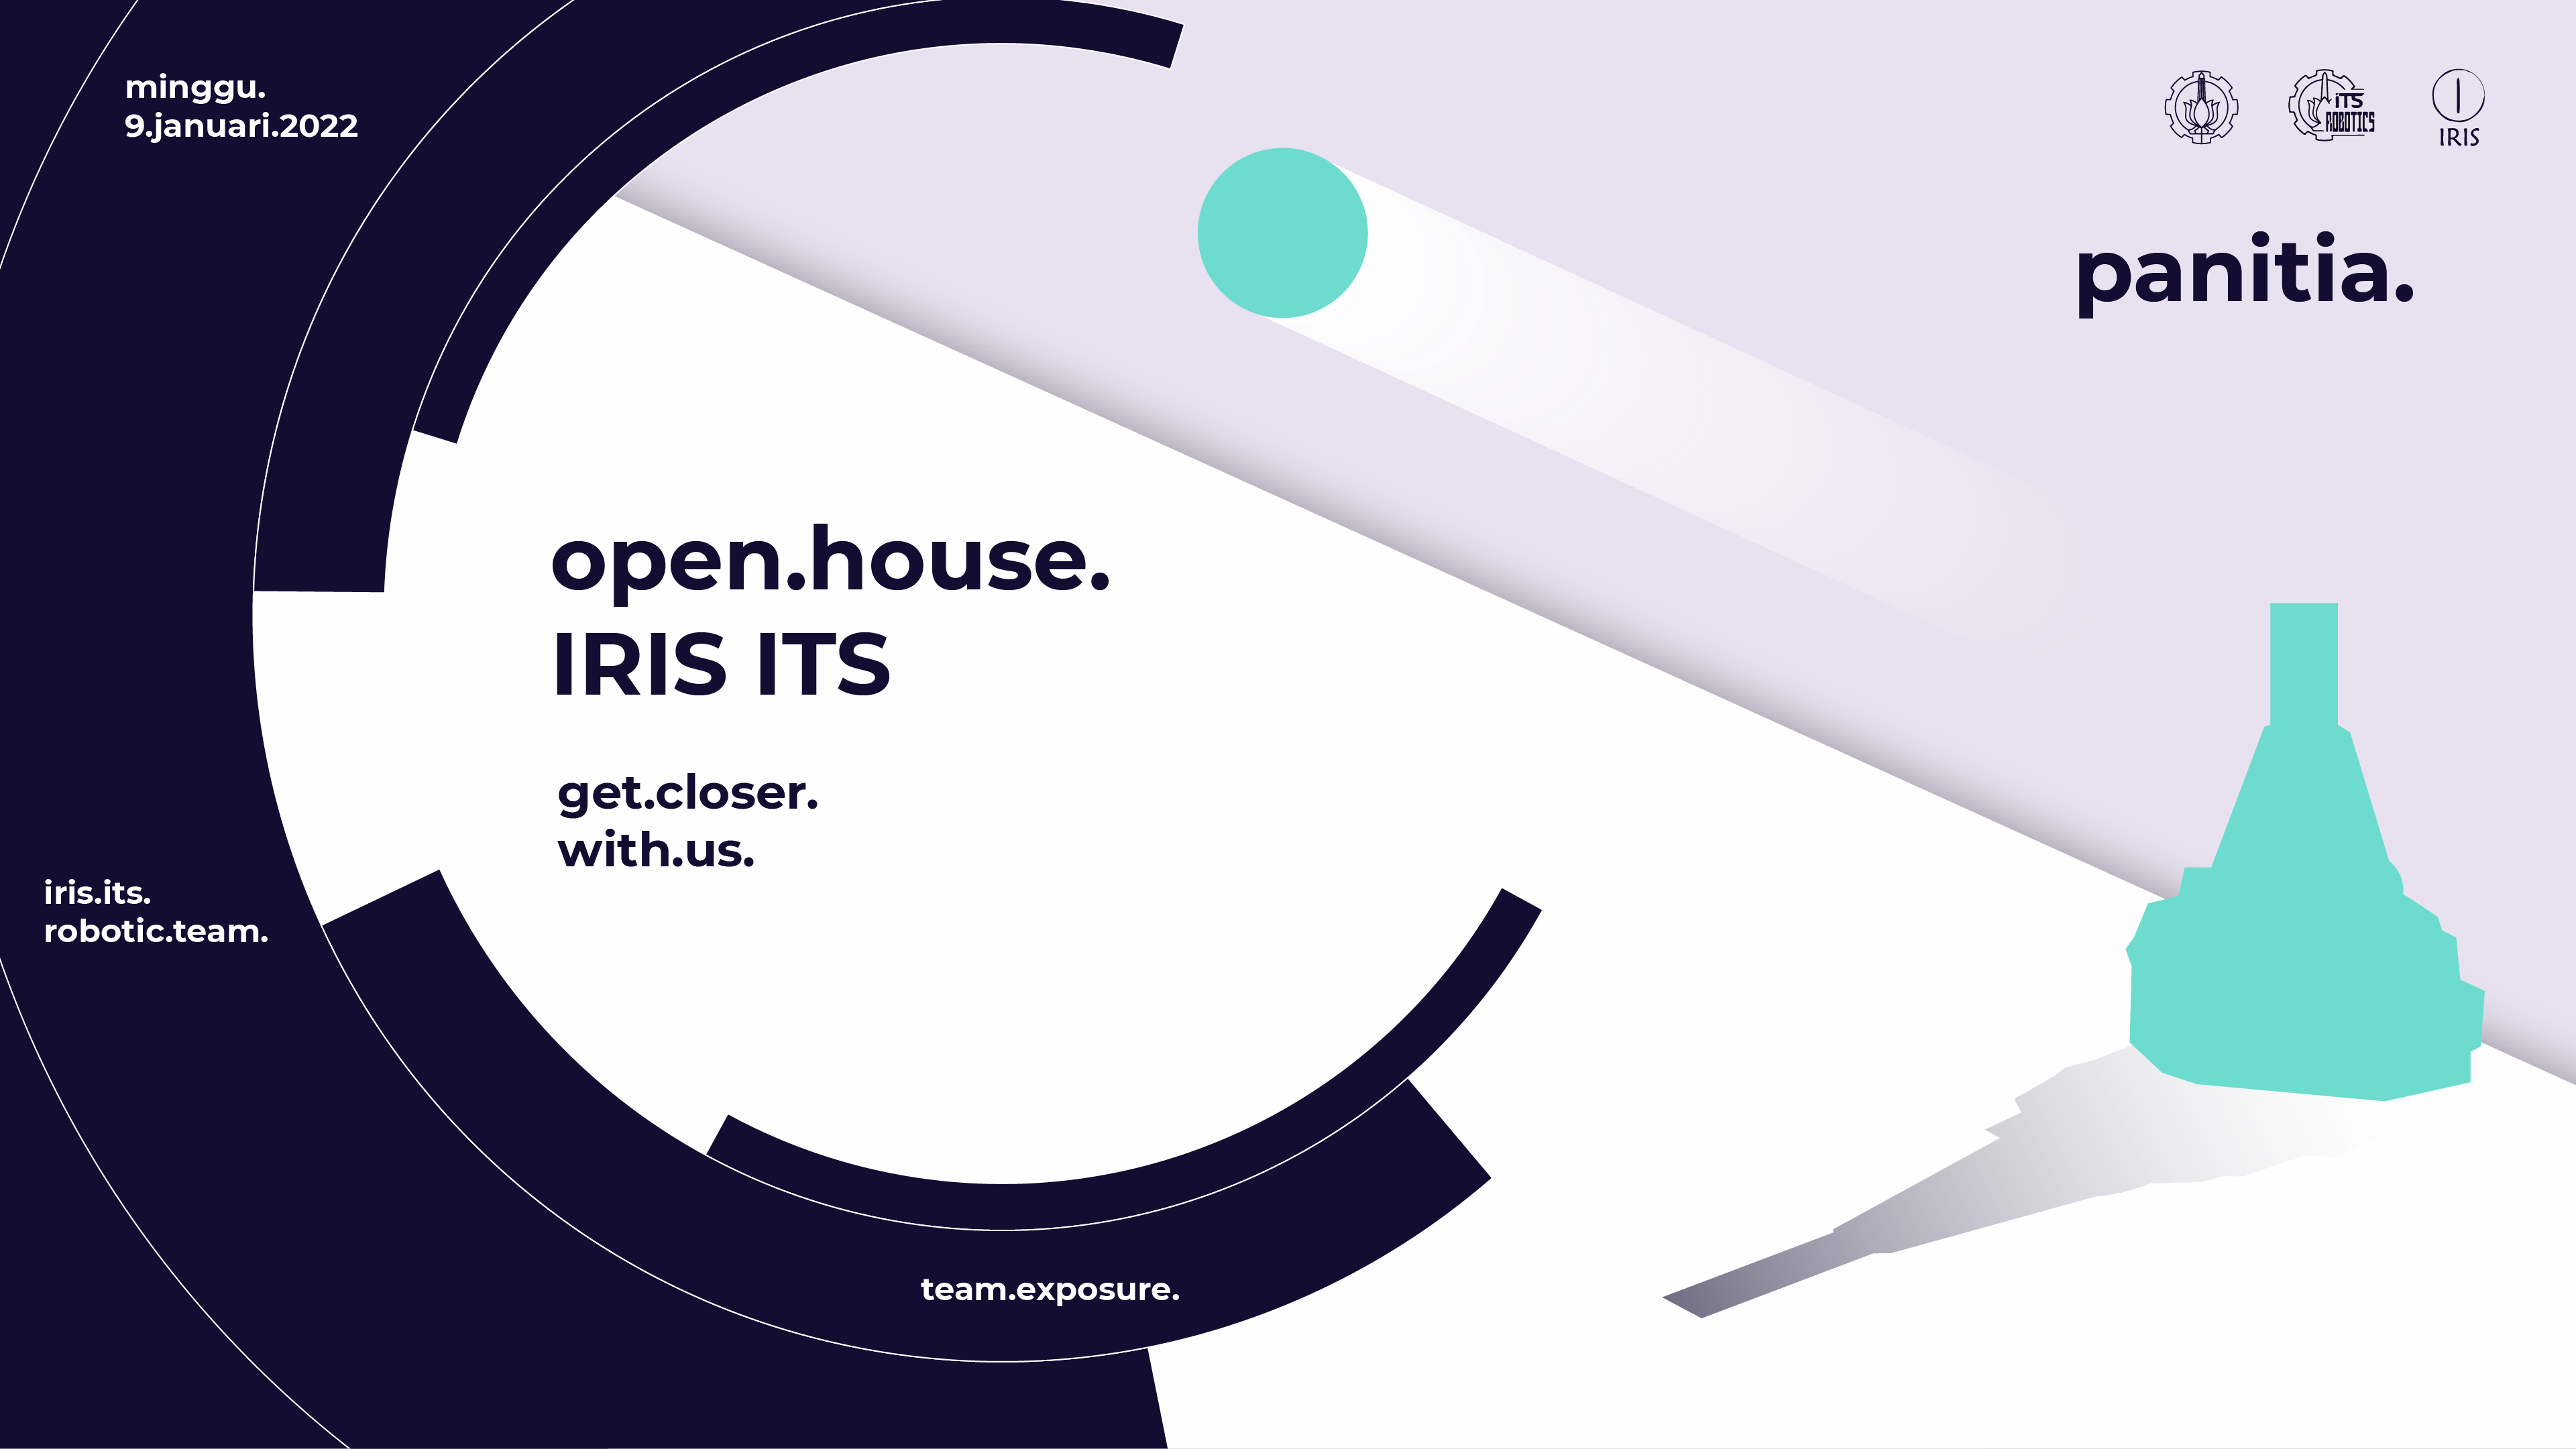 minggu.
9.januari.2022
iTS
ROBOTICS
IRIS
panitia.
open.house.
IRIS ITS
get.closer.
with.us.
iris.its.
robotic.team.
team.exposure.